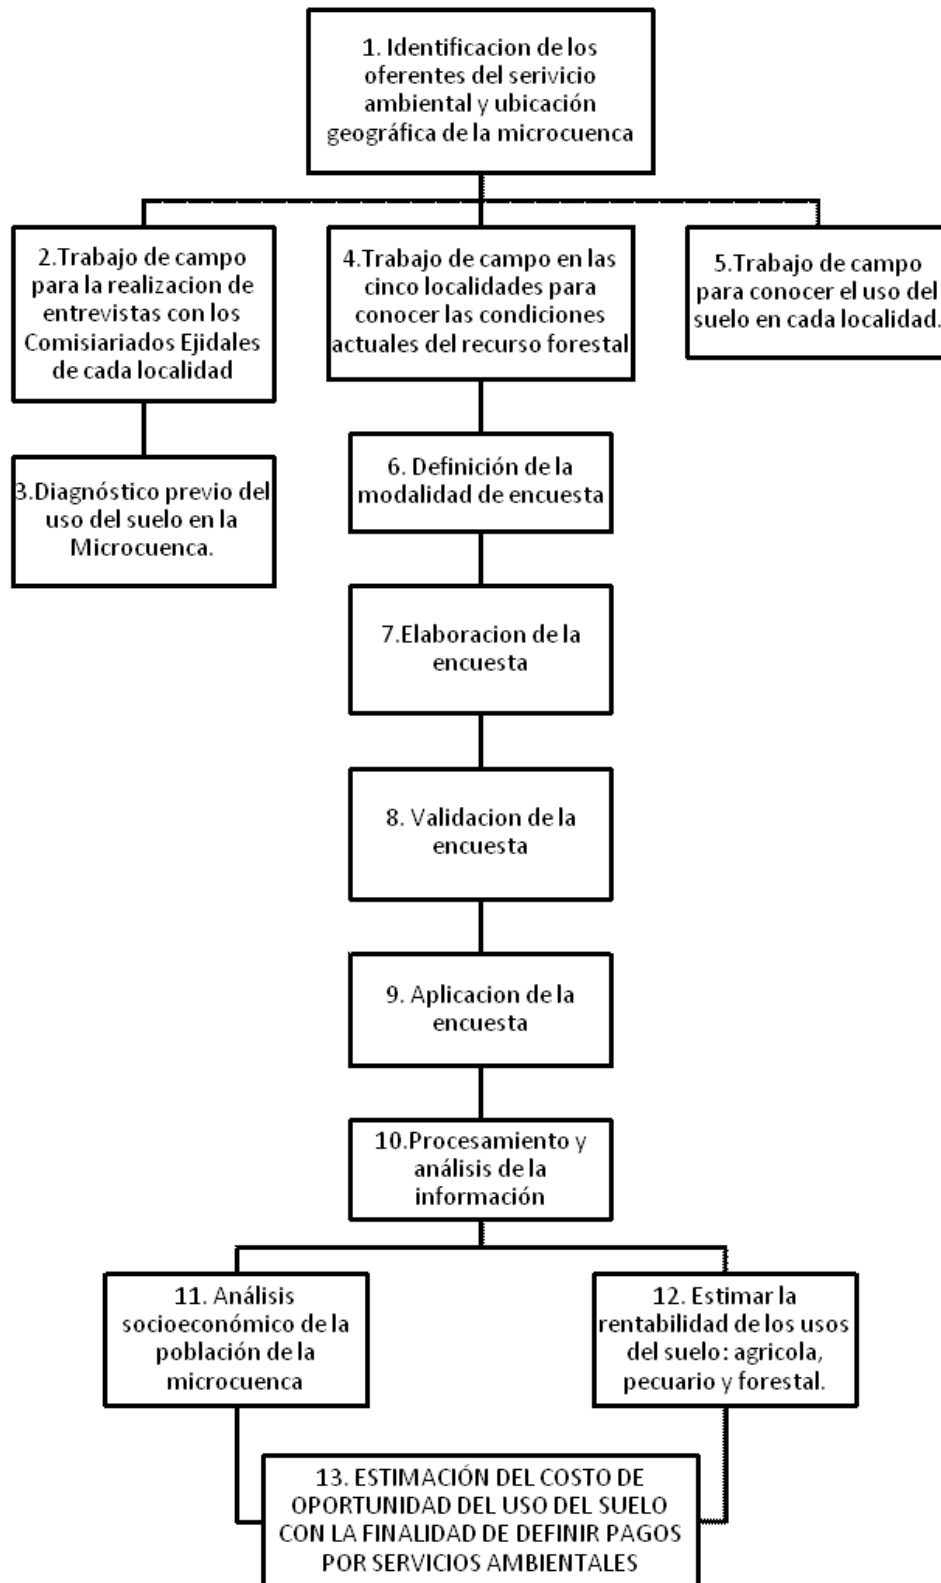 1. Identificacion de los
oferentes del serivicio
ambiental y ubicación
geográfica de la microcuenca
2.Trabajo de campo
para la realizacion de
entrevistas con los
Comisiariados Ejidales
de cada localidad
3.Diagnóstico previo del
uso del suelo en la
Microcuenca.
4.Trabajo de campo en las
cinco localidades para
conocer las condiciones
actuales del recurso forestal
5.Trabajo de campo
para conocer el uso del
suelo en cada localidad.
6. Definición de la
modalidad de encuesta
7.Elaboracion de la
encuesta
8. Validacion de la
encuesta
9. Aplicacion de la
encuesta
10.Procesamiento y
análisis de la
información
11. Análisis
socioeconómico de la
población de la
microcuenca
12. Estimar la
rentabilidad de los usos
del suelo: agricola,
pecuario y forestal.
13. ESTIMACIÓN DEL COSTO DE
OPORTUNIDAD DEL USO DEL SUELO
CON LA FINALIDAD DE DEFINIR PAGOS
POR SERVICIOS AMBIENTALES